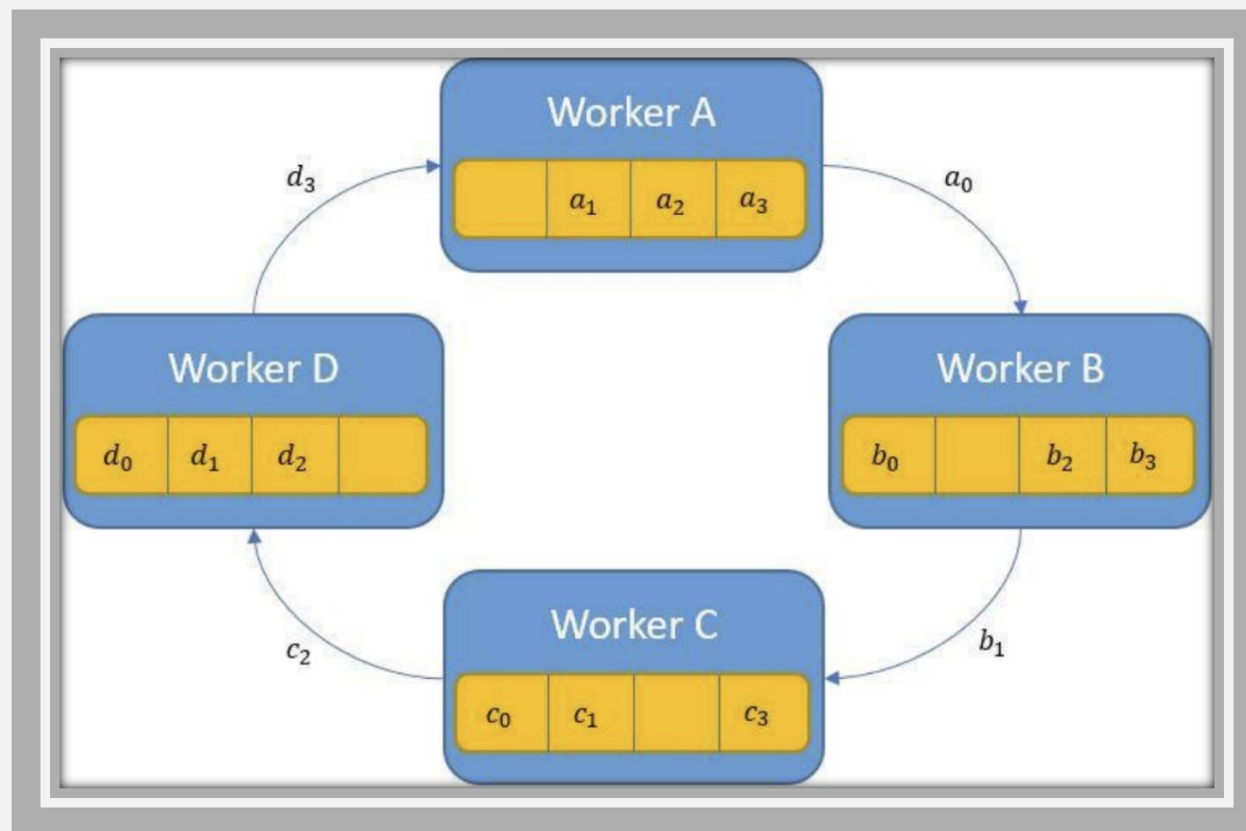 Worker A
d₃
a₀
a₁ a₂ a₃
Worker D
Worker B
d₀ d₁ d₂
b₀ b₂ b₃
Worker C
c₂
b₁
c₀ c₁ c₃